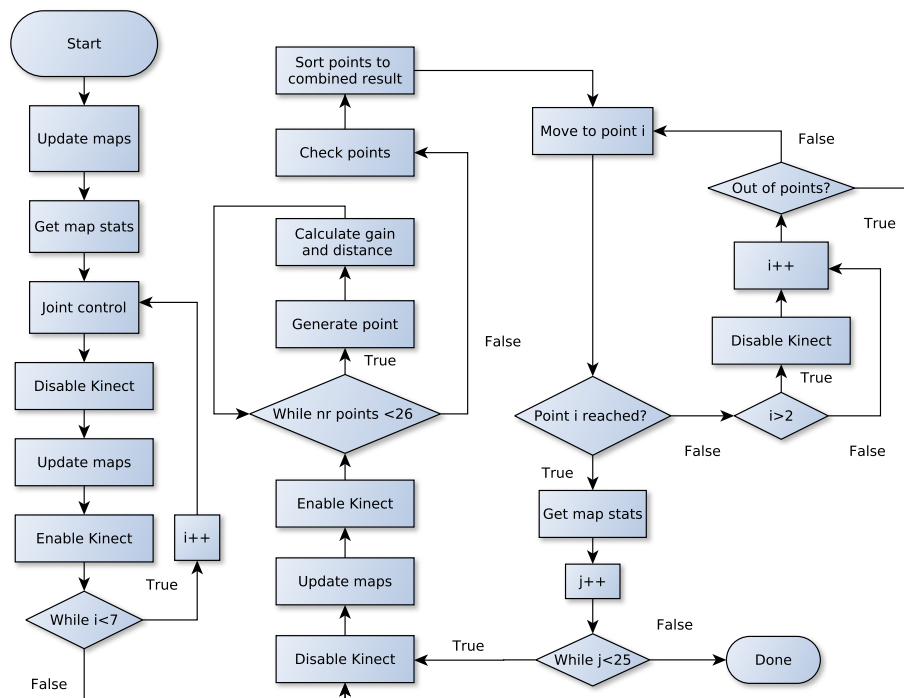 Start
Update maps
Get map stats
Joint control
Disable Kinect
Update maps
Enable Kinect
i++
True
While i<7
False
Sort points to
combined result
Check points
Calculate gain
and distance
Generate point
True
False
While nr points <26
Enable Kinect
Update maps
Disable Kinect
Move to point i
False
Out of points?
True
i++
Disable Kinect
True
i>2
False
False
Point i reached?
True
Get map stats
j++
False
True
While j<25
Done